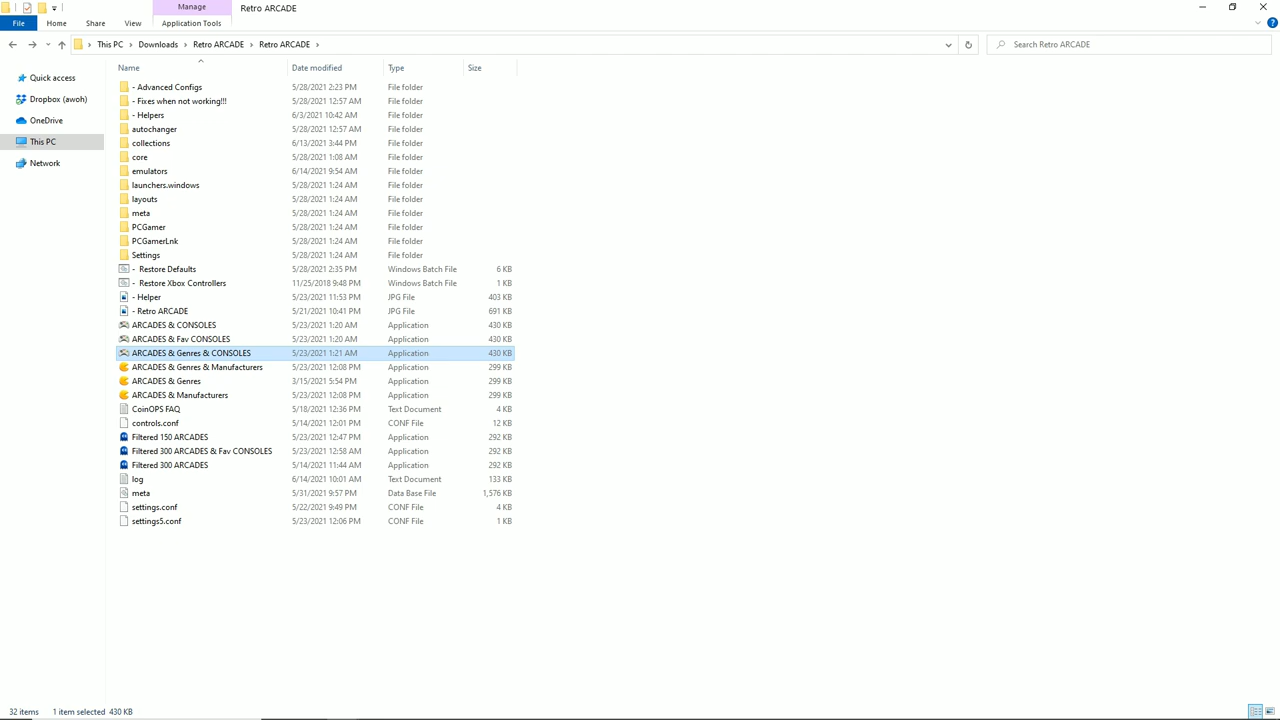 Manage
Retro ARCADE
File Home Share View Application Tools
This PC Downloads Retro ARCADE Retro ARCADE
Search Retro ARCADE
Name Date modified Type Size
Quick access
Dropbox (awoh)
OneDrive
This PC
Network
- Advanced Configs 5/28/2021 2:23 PM File folder
- Fixes when not working!!! 5/28/2021 12:57 AM File folder
- Helpers 6/3/2021 10:42 AM File folder
autochanger 5/28/2021 12:57 AM File folder
collections 6/13/2021 3:44 PM File folder
core 5/28/2021 1:08 AM File folder
emulators 6/14/2021 9:54 AM File folder
launchers.windows 5/28/2021 1:24 AM File folder
layouts 5/28/2021 1:24 AM File folder
meta 5/28/2021 1:24 AM File folder
PCGamer 5/28/2021 1:24 AM File folder
PCGamerLnk 5/28/2021 1:24 AM File folder
Settings 5/28/2021 1:24 AM File folder
- Restore Defaults 5/28/2021 2:35 PM Windows Batch File 6 KB
- Restore Xbox Controllers 11/25/2018 9:48 PM Windows Batch File 1 KB
- Helper 5/23/2021 11:53 PM JPG File 403 KB
- Retro ARCADE 5/21/2021 10:41 PM JPG File 691 KB
ARCADES & CONSOLES 5/23/2021 1:20 AM Application 430 KB
ARCADES & Fav CONSOLES 5/23/2021 1:20 AM Application 430 KB
ARCADES & Genres & CONSOLES 5/23/2021 1:21 AM Application 430 KB
ARCADES & Genres & Manufacturers 5/23/2021 12:08 PM Application 299 KB
ARCADES & Genres 3/15/2021 5:54 PM Application 299 KB
ARCADES & Manufacturers 5/23/2021 12:08 PM Application 299 KB
CoinOPS FAQ 5/18/2021 12:36 PM Text Document 4 KB
controls.conf 5/14/2021 12:01 PM CONF File 12 KB
Filtered 150 ARCADES 5/23/2021 12:47 PM Application 292 KB
Filtered 300 ARCADES & Fav CONSOLES 5/23/2021 12:58 AM Application 292 KB
Filtered 300 ARCADES 5/14/2021 11:44 AM Application 292 KB
log 6/14/2021 10:01 AM Text Document 133 KB
meta 5/31/2021 9:57 PM Data Base File 1,576 KB
settings.conf 5/22/2021 9:49 PM CONF File 4 KB
settings5.conf 5/23/2021 12:06 PM CONF File 1 KB
32 items 1 item selected 430 KB